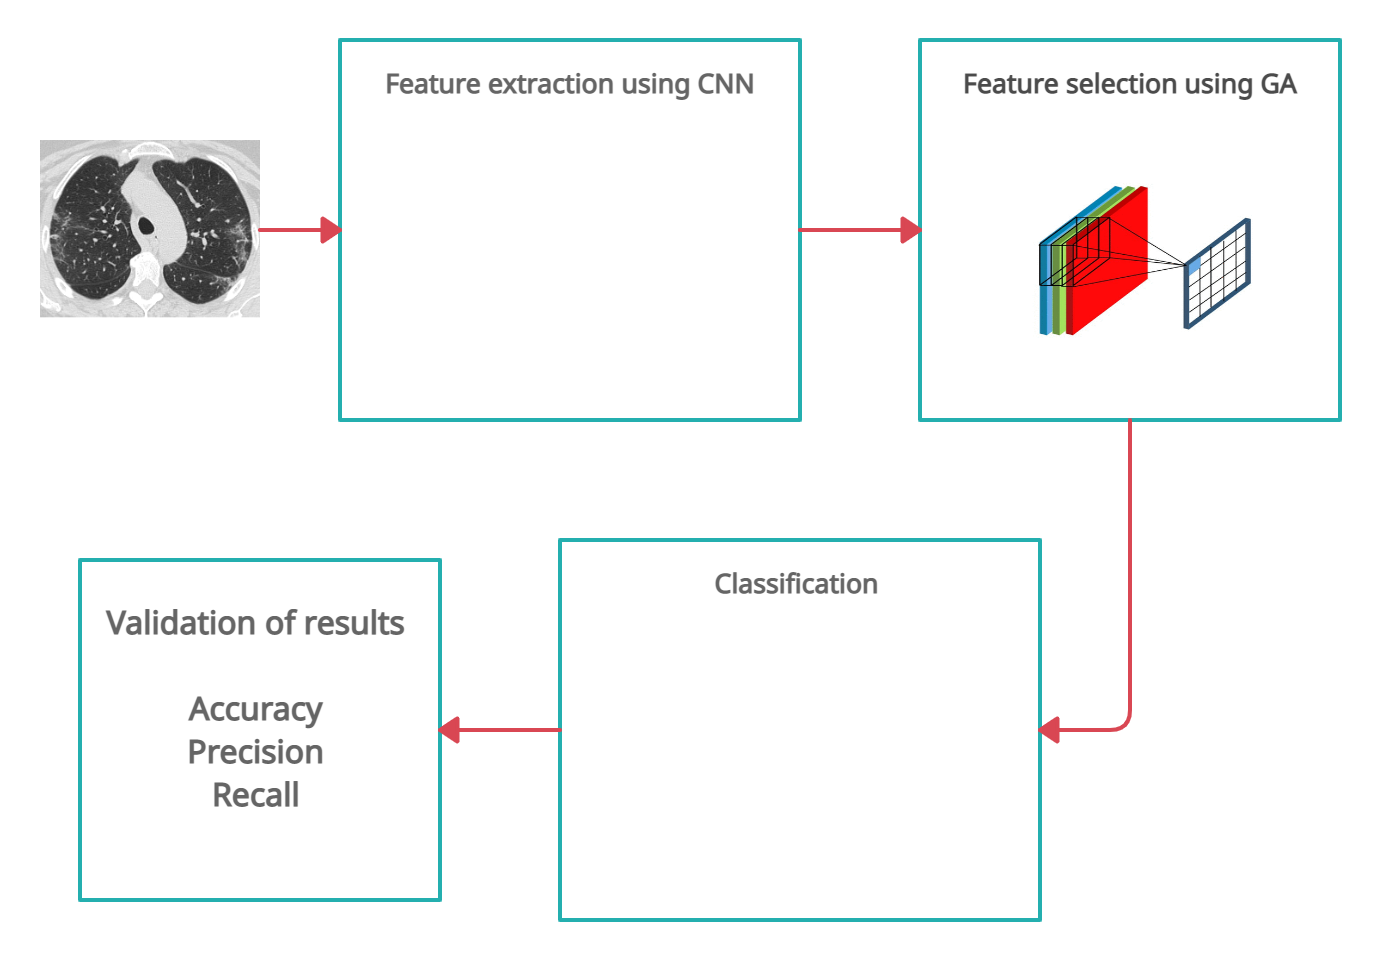 Feature extraction using CNN
Feature selection using GA
Classification
Validation of results
Accuracy
Precision
Recall